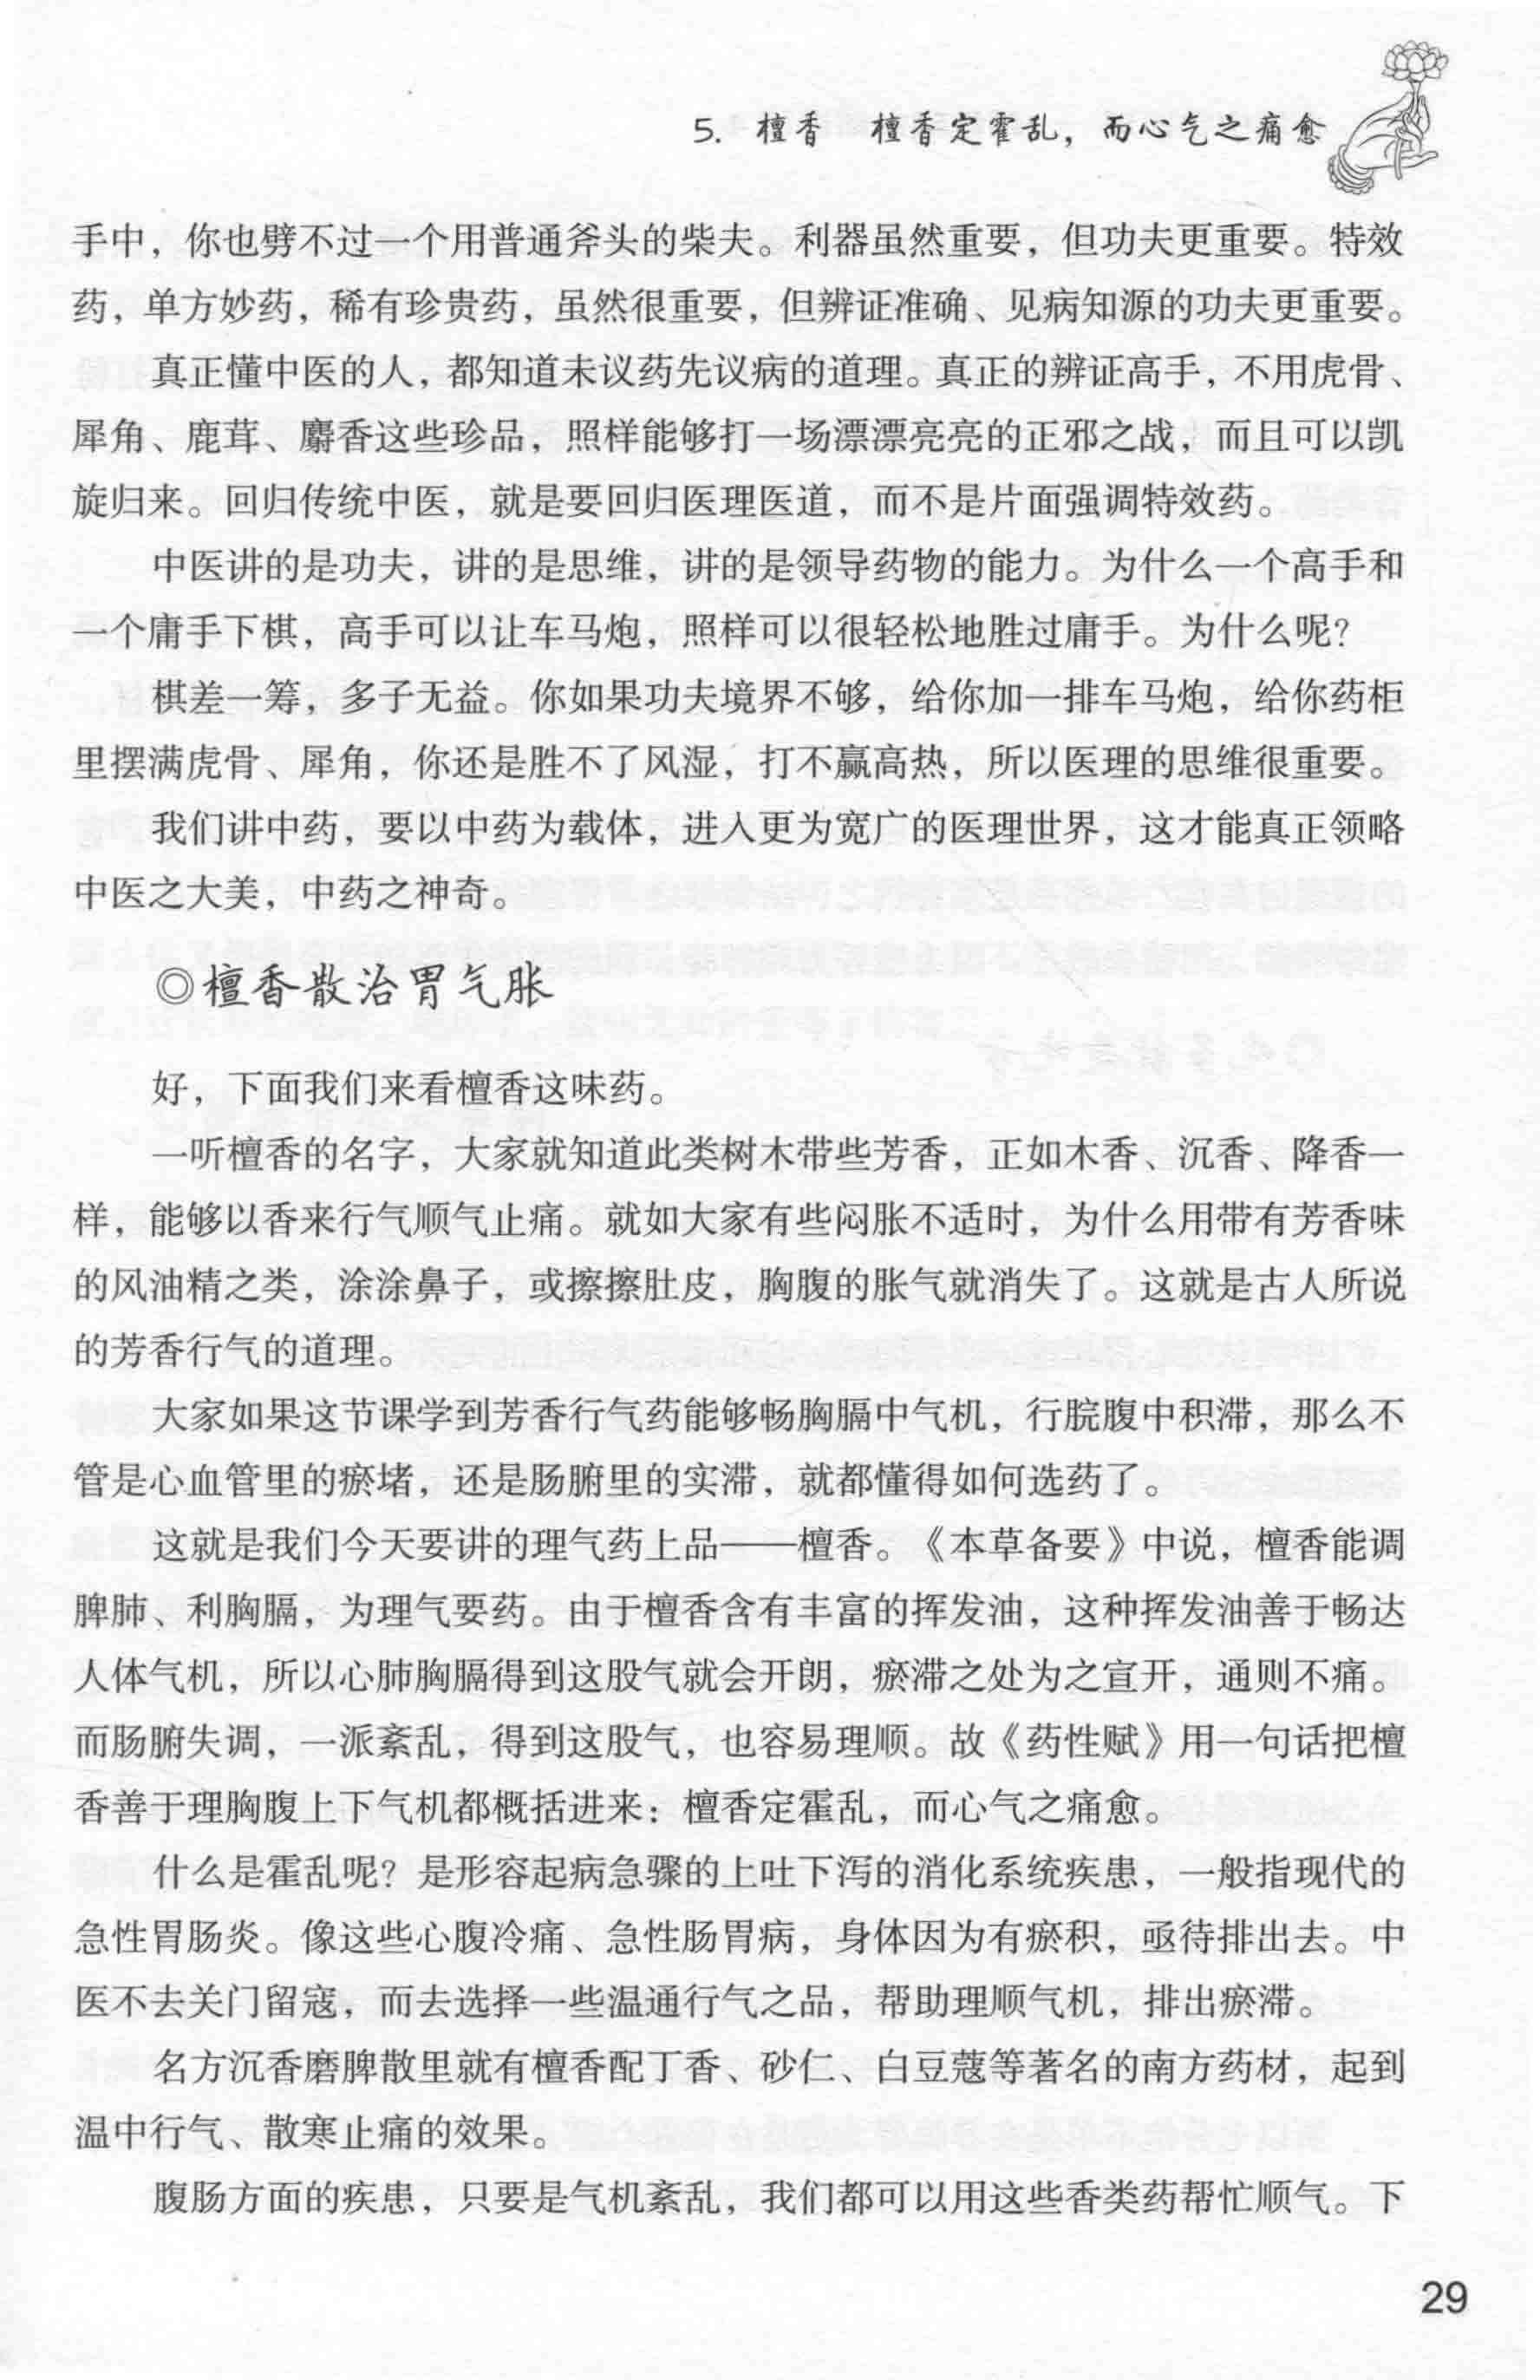 5. 檀香　檀香定霍乱，而心气之痛愈
手中，你也劈不过一个用普通斧头的柴夫。利器虽然重要，但功夫更重要。特效
药，单方妙药，稀有珍贵药，虽然很重要，但辨证准确、见病知源的功夫更重要。
真正懂中医的人，都知道未议药先议病的道理。真正的辨证高手，不用虎骨、
犀角、鹿茸、麝香这些珍品，照样能够打一场漂漂亮亮的正邪之战，而且可以凯
旋归来。回归传统中医，就是要回归医理医道，而不是片面强调特效药。
中医讲的是功夫，讲的是思维，讲的是领导药物的能力。为什么一个高手和
一个庸手下棋，高手可以让车马炮，照样可以很轻松地胜过庸手。为什么呢？
棋差一筹，多子无益。你如果功夫境界不够，给你加一排车马炮，给你药柜
里摆满虎骨、犀角，你还是胜不了风湿，打不赢高热，所以医理的思维很重要。
我们讲中药，要以中药为载体，进入更为宽广的医理世界，这才能真正领略
中医之大美，中药之神奇。
◎檀香散治胃气胀
好，下面我们来看檀香这味药。
一听檀香的名字，大家就知道此类树木带些芳香，正如木香、沉香、降香一
样，能够以香来行气顺气止痛。就如大家有些闷胀不适时，为什么用带有芳香味
的风油精之类，涂涂鼻子，或擦擦肚皮，胸腹的胀气就消失了。这就是古人所说
的芳香行气的道理。
大家如果这节课学到芳香行气药能够畅胸膈中气机，行脘腹中积滞，那么不
管是心血管里的瘀堵，还是肠腑里的实滞，就都懂得如何选药了。
这就是我们今天要讲的理气药上品——檀香。《本草备要》中说，檀香能调
脾肺、利胸膈，为理气要药。由于檀香含有丰富的挥发油，这种挥发油善于畅达
人体气机，所以心肺胸膈得到这股气就会开朗，瘀滞之处为之宣开，通则不痛。
而肠腑失调，一派紊乱，得到这股气，也容易理顺。故《药性赋》用一句话把檀
香善于理胸腹上下气机都概括进来：檀香定霍乱，而心气之痛愈。
什么是霍乱呢？是形容起病急骤的上吐下泻的消化系统疾患，一般指现代的
急性胃肠炎。像这些心腹冷痛、急性肠胃病，身体因为有瘀积，亟待排出去。中
医不去关门留寇，而去选择一些温通行气之品，帮助理顺气机，排出瘀滞。
名方沉香磨脾散里就有檀香配丁香、砂仁、白豆蔻等著名的南方药材，起到
温中行气、散寒止痛的效果。
腹肠方面的疾患，只要是气机紊乱，我们都可以用这些香类药帮忙顺气。下
29